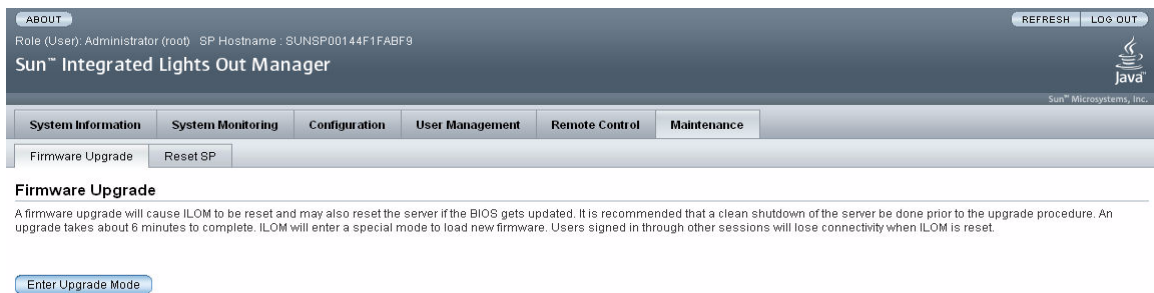 ABOUT
REFRESH LOG OUT
Role (User): Administrator (root) SP Hostname : SUNSP00144F1FABF9
Sun™ Integrated Lights Out Manager
Java™
Sun™ Microsystems, Inc.
System Information System Monitoring Configuration User Management Remote Control Maintenance
Firmware Upgrade Reset SP
Firmware Upgrade
A firmware upgrade will cause ILOM to be reset and may also reset the server if the BIOS gets updated. It is recommended that a clean shutdown of the server be done prior to the upgrade procedure. An
upgrade takes about 6 minutes to complete. ILOM will enter a special mode to load new firmware. Users signed in through other sessions will lose connectivity when ILOM is reset.
Enter Upgrade Mode